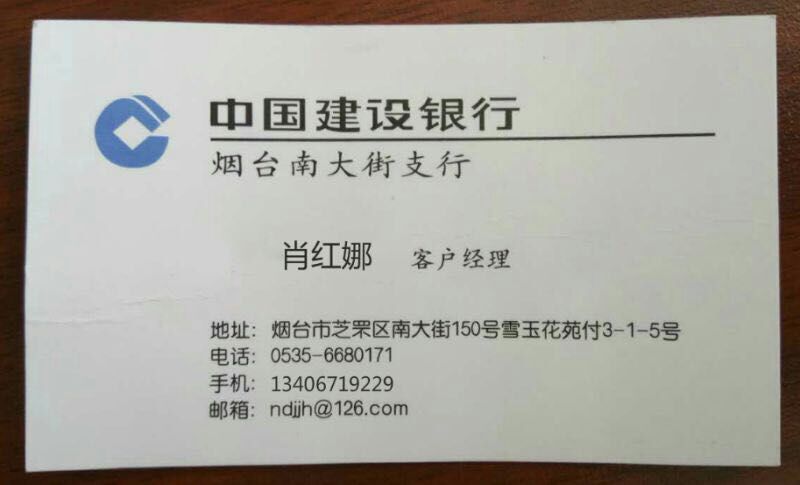 中国建设银行
烟台南大街支行
肖红娜 客户经理
地址: 烟台市芝罘区南大街150号雪玉花苑付3-1-5号
电话: 0535-6680171
手机: 13406719229
邮箱: ndjjh@126.com